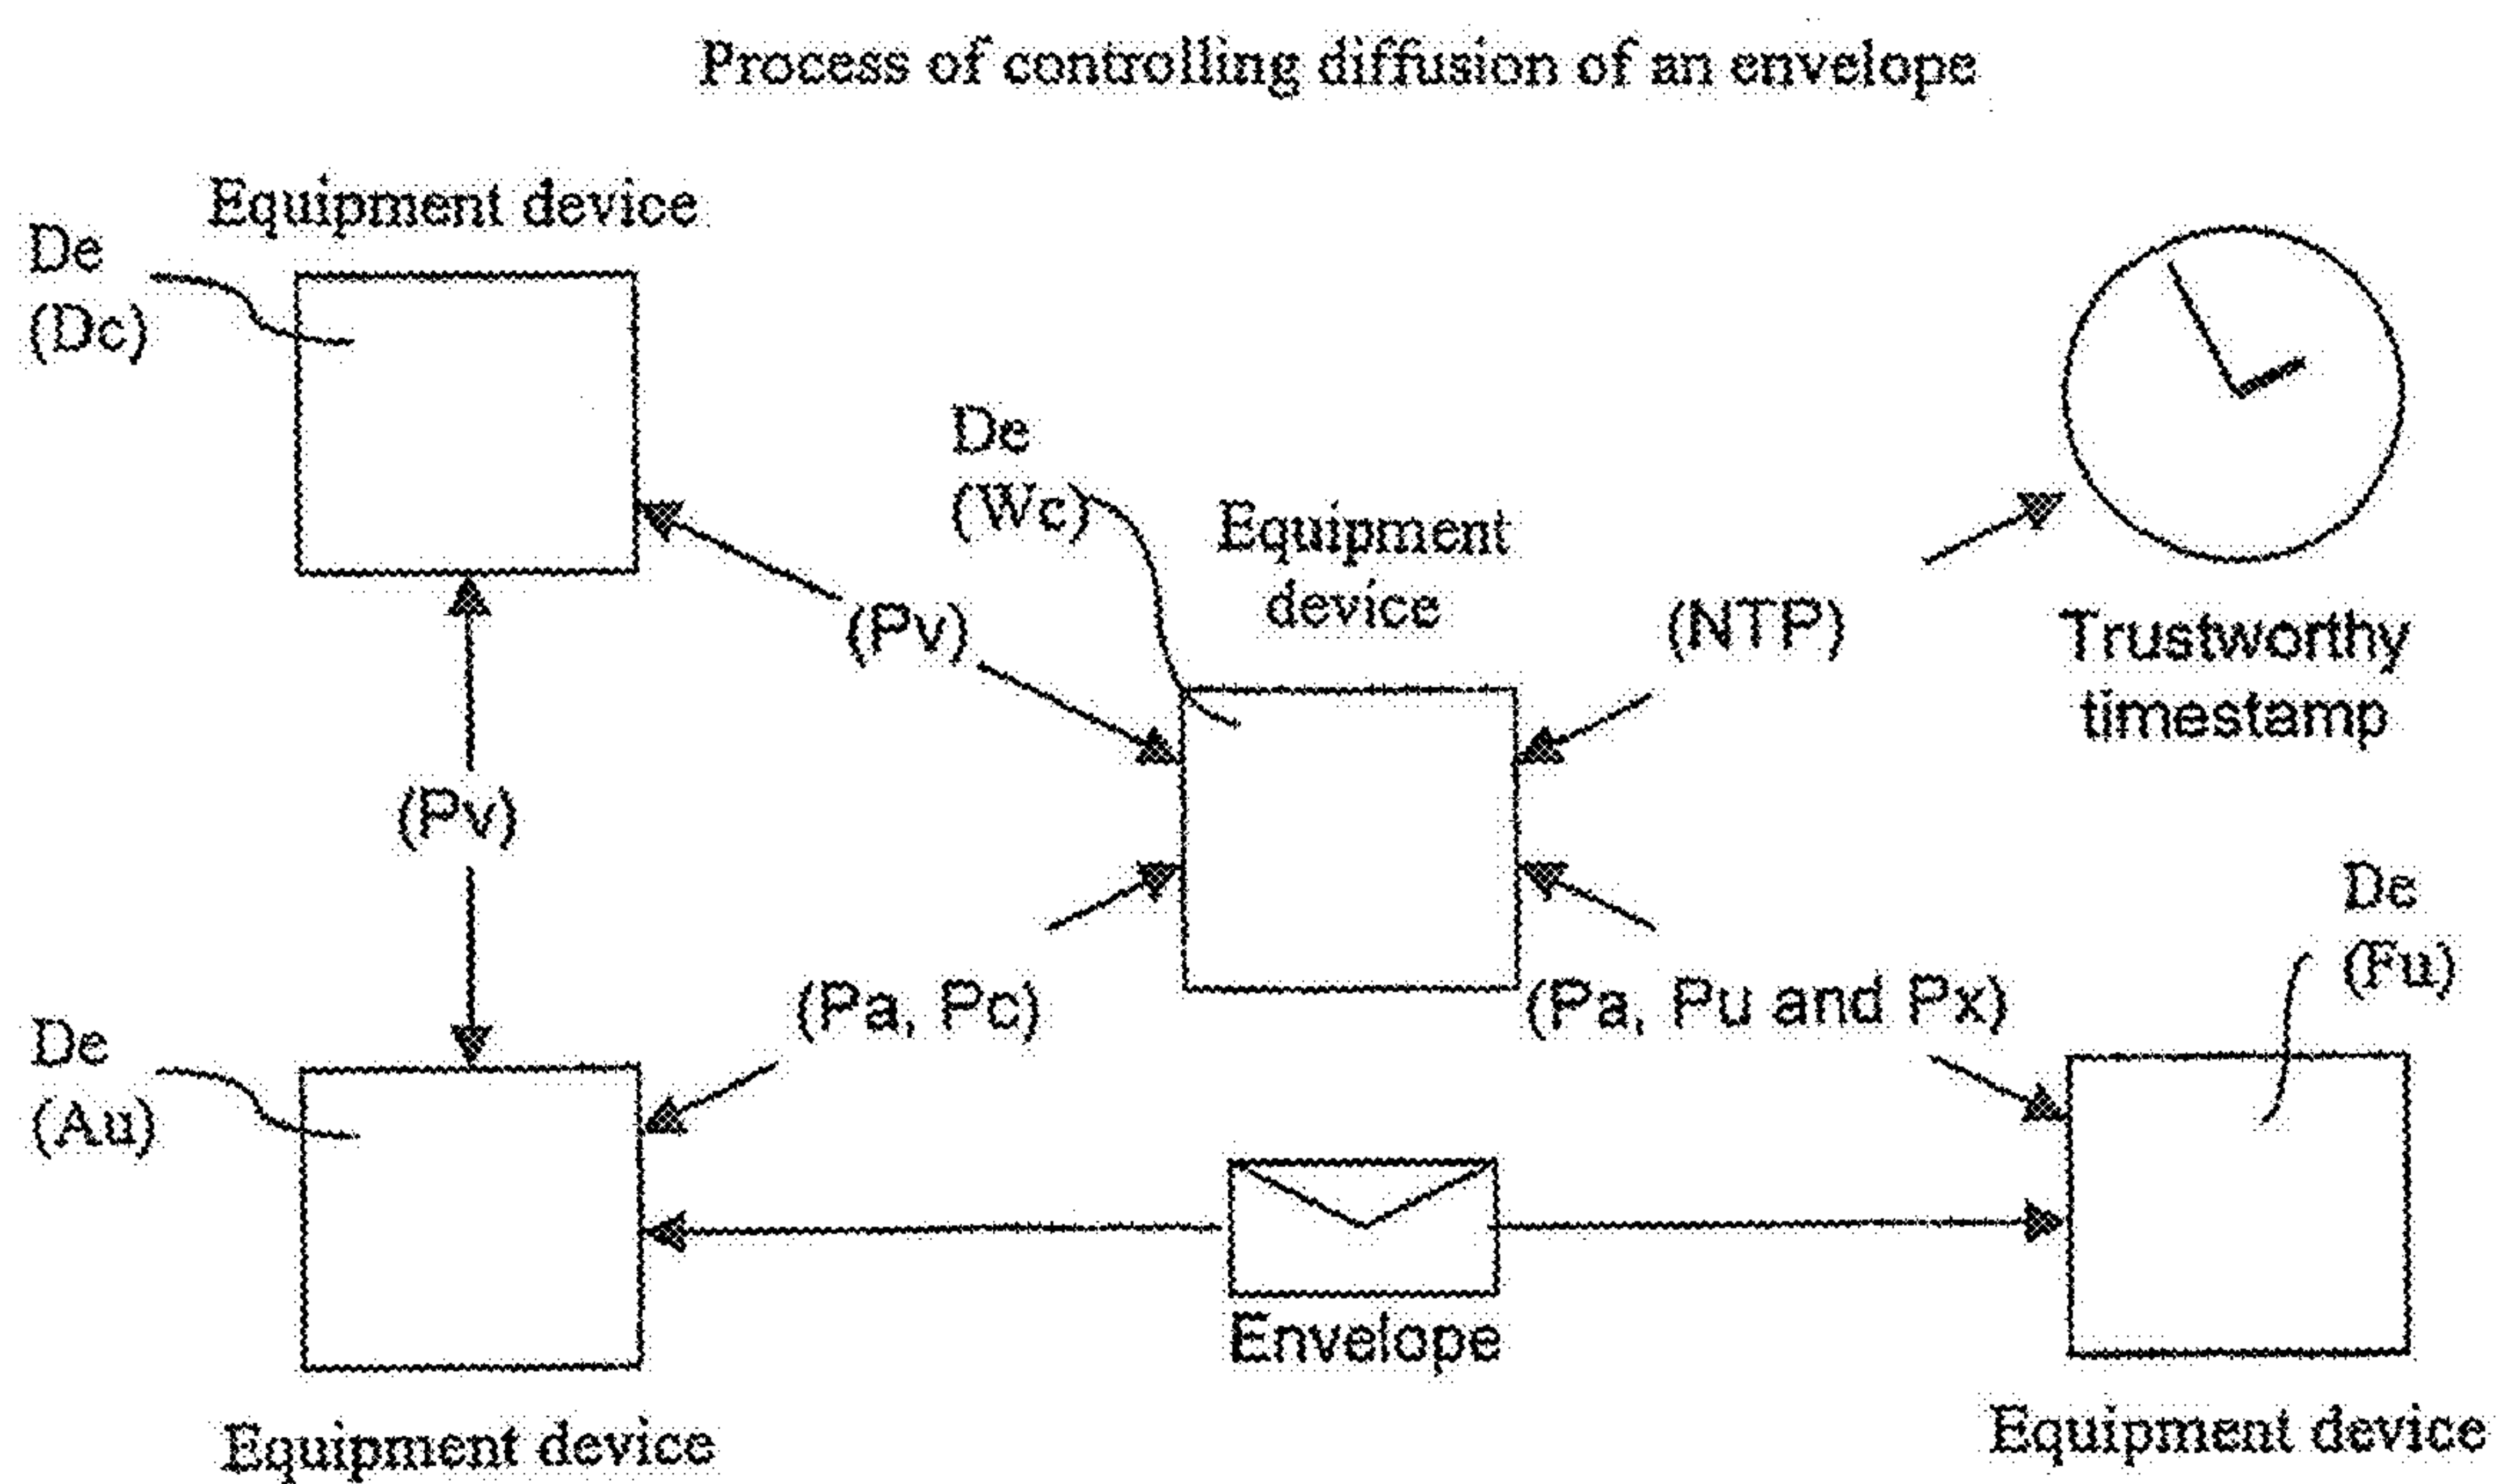 Process of controlling diffusion of an envelope
Equipment device
De
(Dc)
De
(Wc)
Equipment
device
(Pv)
(NTP)
Trustworthy
timestamp
(Pv)
De
(Fu)
(Pa, Pc)
(Pa, Pu and Px)
De
(Au)
Envelope
Equipment device
Equipment device